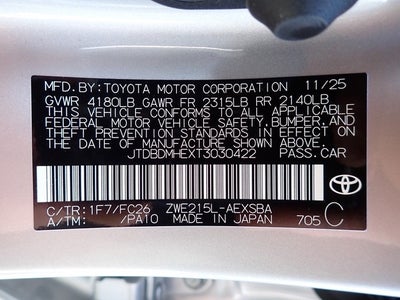 MFD.BY:TOYOTA MOTOR CORPORATION 11/25
GVWR 4180LB GAWR FR 2315LB RR 2140LB
THIS VEHICLE CONFORMS TO ALL APPLICABLE
FEDERAL MOTOR VEHICLE SAFETY,BUMPER,AND
THEFT PREVENTION STANDARDS IN EFFECT
ON THE DATE OF MANUFACTURE SHOWN ABOVE.
JTDBDMHEXT3030422 PASS.CAR
TOYOTA
C/TR:1F7/FC26 ZWE215L-AEXSBA
A/TM: /PA10 MADE IN JAPAN 705 C